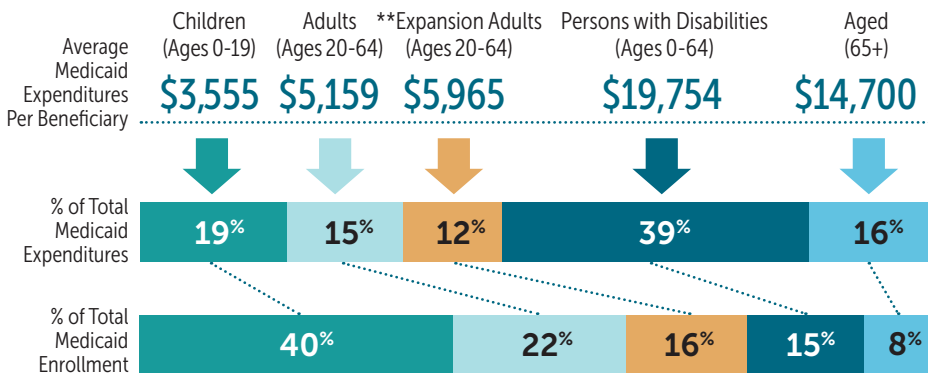 Children
(Ages 0-19)
Adults
(Ages 20-64)
**Expansion Adults
(Ages 20-64)
Persons with Disabilities
(Ages 0-64)
Aged
(65+)
Average
Medicaid
Expenditures
Per Beneficiary
$3,555
$5,159
$5,965
$19,754
$14,700
% of Total
Medicaid
Expenditures
19%
15%
12%
39%
16%
% of Total
Medicaid
Enrollment
40%
22%
16%
15%
8%